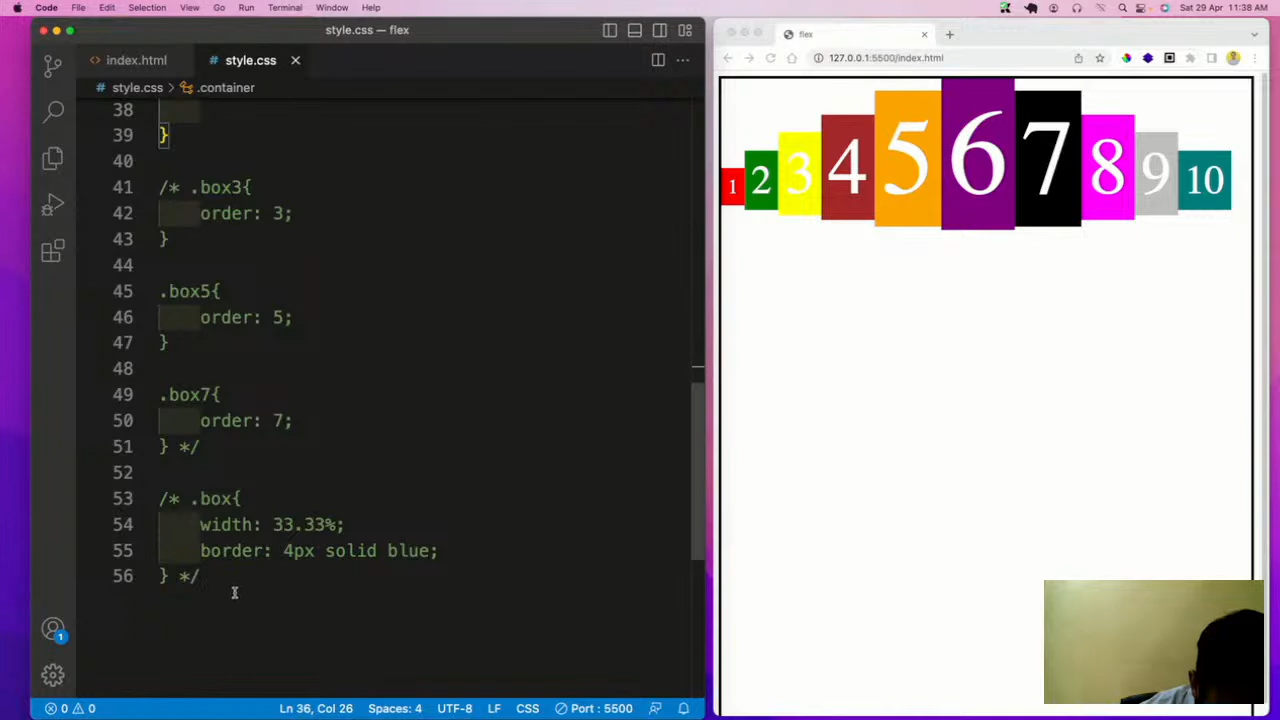 Code File Edit Selection View Go Run Terminal Window Help Sat 29 Apr 11:38 AM
style.css — flex
index.html style.css
style.css > .container
38
39 }
40
41 /* .box3{
42 order: 3;
43 }
44
45 .box5{
46 order: 5;
47 }
48
49 .box7{
50 order: 7;
51 } */
52
53 /* .box{
54 width: 33.33%;
55 border: 4px solid blue;
56 } */
1
0 0 Ln 36, Col 26 Spaces: 4 UTF-8 LF CSS Port : 5500
flex
127.0.0.1:5500/index.html
1 2 3 4 5 6 7 8 9 10